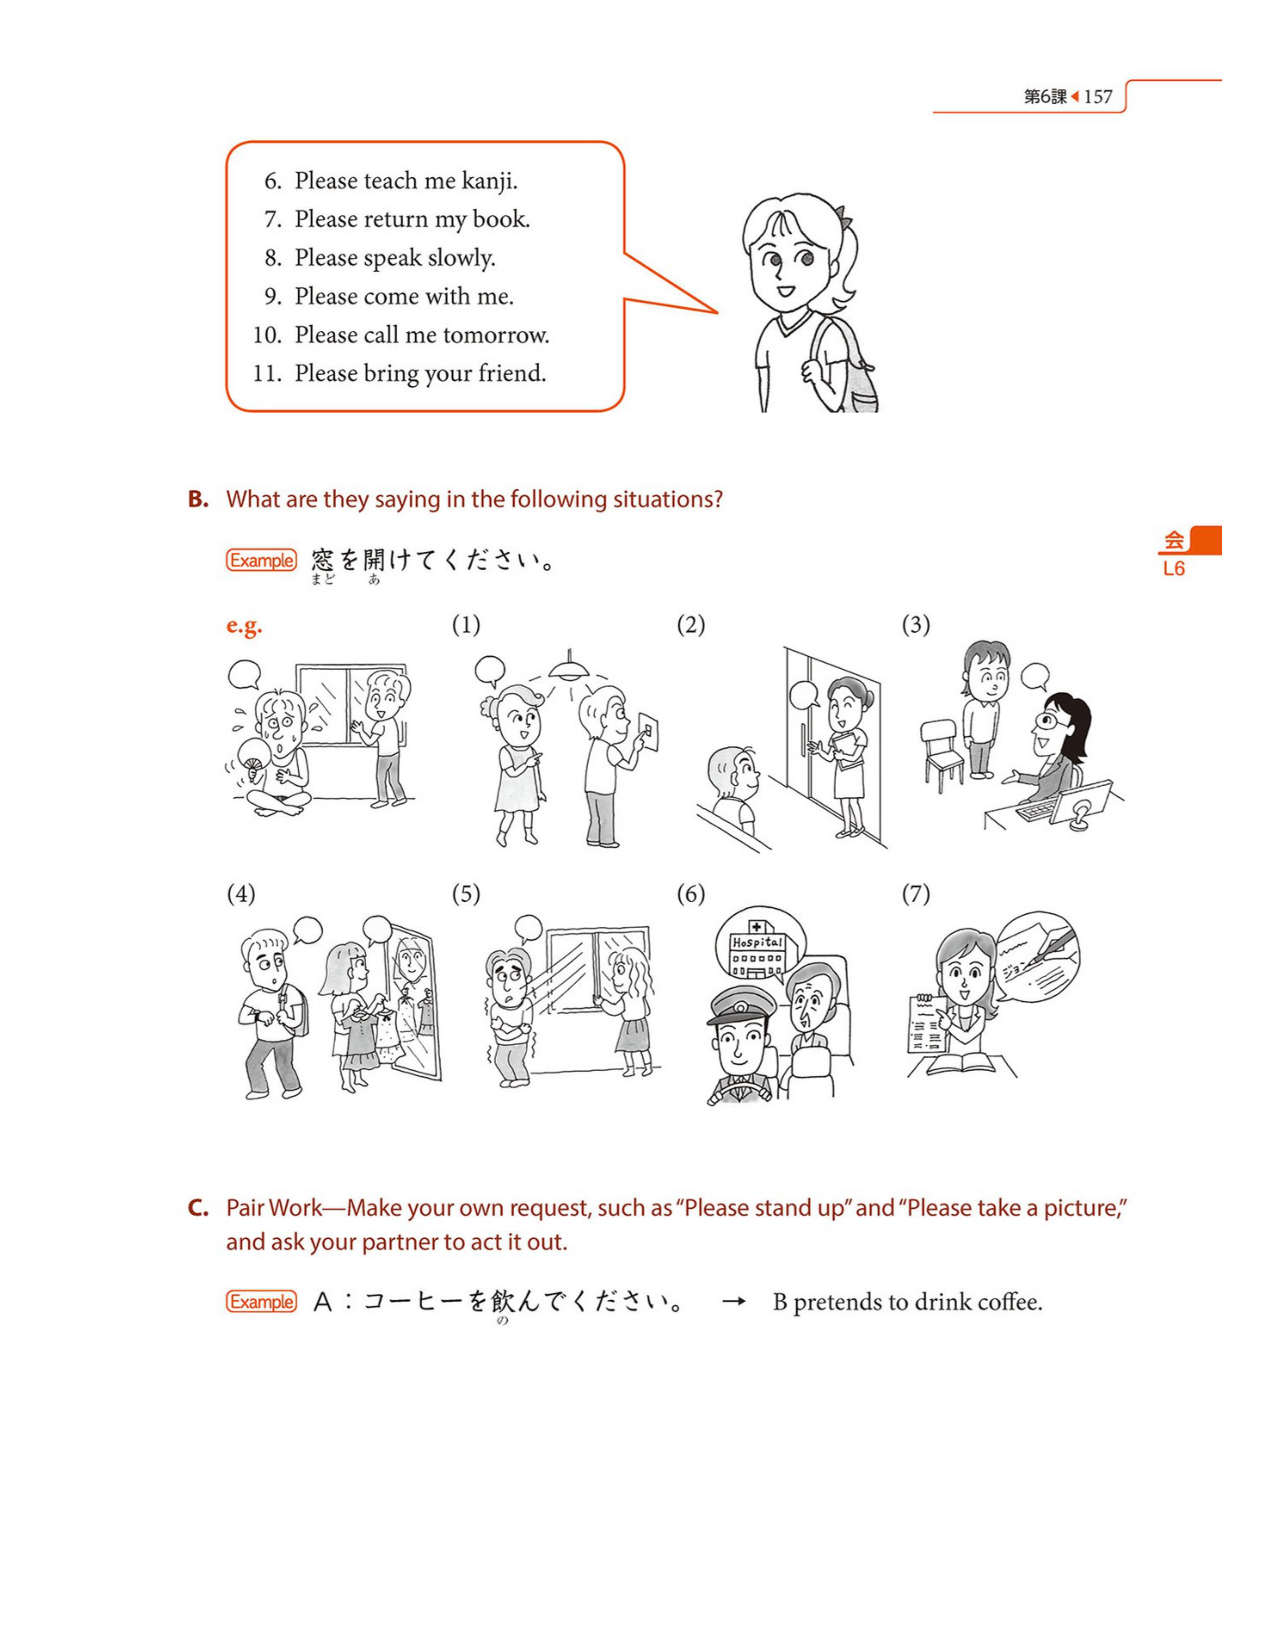 第6課 ◀ 157
6. Please teach me kanji.
7. Please return my book.
8. Please speak slowly.
9. Please come with me.
10. Please call me tomorrow.
11. Please bring your friend.
B. What are they saying in the following situations?
会
L6
Example 窓を開けてください。
まど あ
e.g. (1) (2) (3)
(4) (5) (6) (7)
Hospital
C. Pair Work—Make your own request, such as “Please stand up” and “Please take a picture,”
and ask your partner to act it out.
Example A：コーヒーを飲んでください。 → B pretends to drink coffee.
の